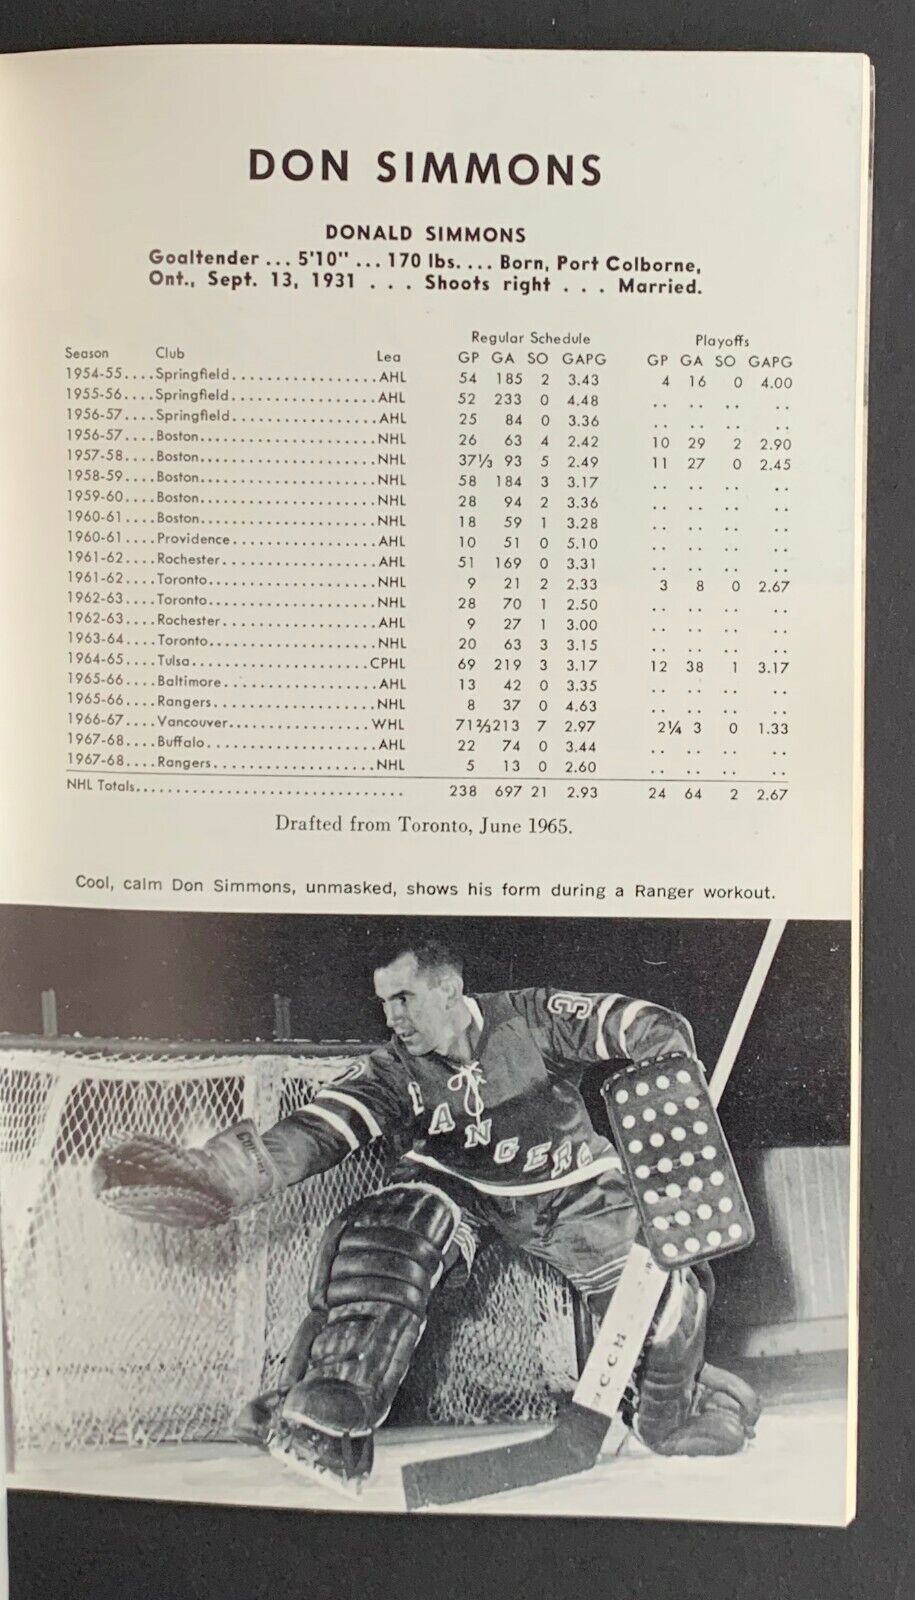 DON SIMMONS
DONALD SIMMONS
Goaltender ... 5'10" ... 170 lbs. ... Born, Port Colborne,
Ont., Sept. 13, 1931 . . . Shoots right . . . Married.
Regular Schedule Playoffs
Season Club Lea GP GA SO GAPG GP GA SO GAPG
1954-55....Springfield..................AHL 54 185 2 3.43 4 16 0 4.00
1955-56....Springfield..................AHL 52 233 0 4.48 .. .. .. ..
1956-57....Springfield..................AHL 25 84 0 3.36 .. .. .. ..
1956-57....Boston......................NHL 26 63 4 2.42 10 29 2 2.90
1957-58....Boston......................NHL 37⅓ 93 5 2.49 11 27 0 2.45
1958-59....Boston......................NHL 58 184 3 3.17 .. .. .. ..
1959-60....Boston......................NHL 28 94 2 3.36 .. .. .. ..
1960-61....Boston......................NHL 18 59 1 3.28 .. .. .. ..
1960-61....Providence..................AHL 10 51 0 5.10 .. .. .. ..
1961-62....Rochester...................AHL 51 169 0 3.31 .. .. .. ..
1961-62....Toronto.....................NHL 9 21 2 2.33 3 8 0 2.67
1962-63....Toronto.....................NHL 28 70 1 2.50 .. .. .. ..
1962-63....Rochester...................AHL 9 27 1 3.00 .. .. .. ..
1963-64....Toronto.....................NHL 20 63 3 3.15 .. .. .. ..
1964-65....Tulsa......................CPHL 69 219 3 3.17 12 38 1 3.17
1965-66....Baltimore...................AHL 13 42 0 3.35 .. .. .. ..
1965-66....Rangers.....................NHL 8 37 0 4.63 .. .. .. ..
1966-67....Vancouver..................WHL 71⅔ 213 7 2.97 2¼ 3 0 1.33
1967-68....Buffalo.....................AHL 22 74 0 3.44 .. .. .. ..
1967-68....Rangers.....................NHL 5 13 0 2.60 .. .. .. ..
NHL Totals................................ 238 697 21 2.93 24 64 2 2.67
Drafted from Toronto, June 1965.
Cool, calm Don Simmons, unmasked, shows his form during a Ranger workout.
3
RANGERS